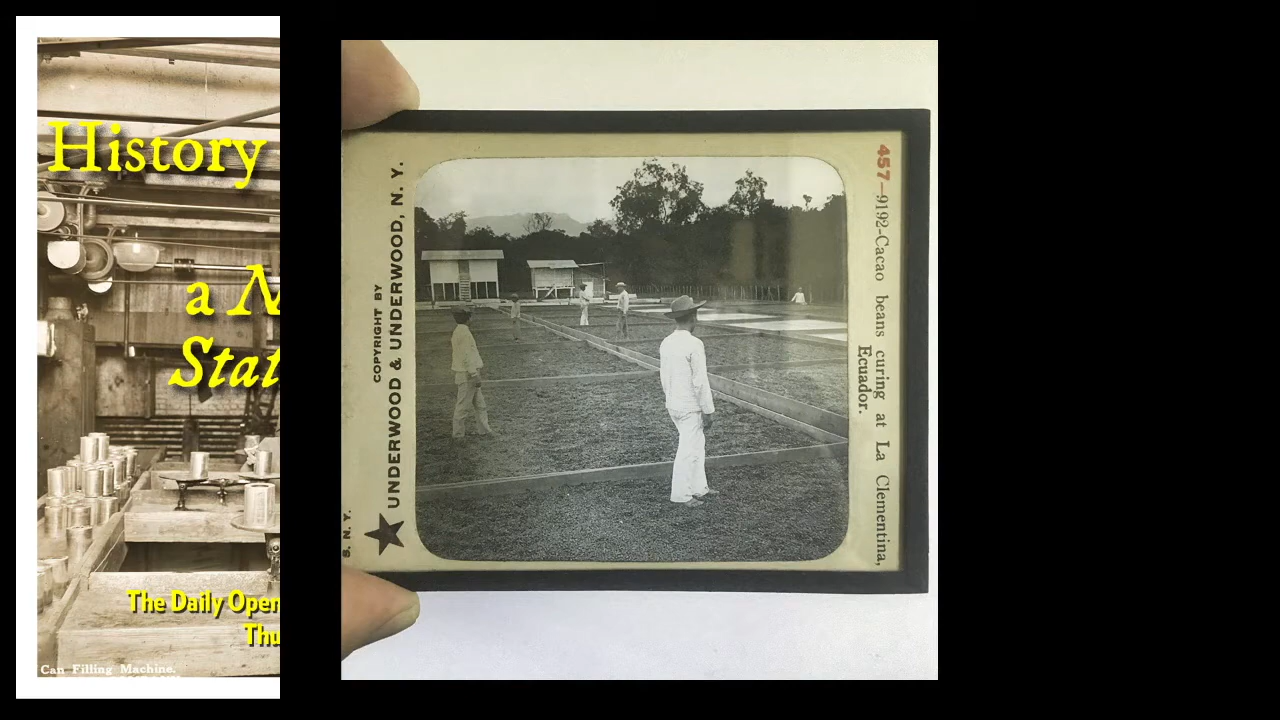 History
a
Stat
The Daily Open
Thu
Can Filling Machine.
COPYRIGHT BY
UNDERWOOD & UNDERWOOD, N. Y.
S. N. Y.
457—9192-Cacao beans curing at La Clementina,
Ecuador.